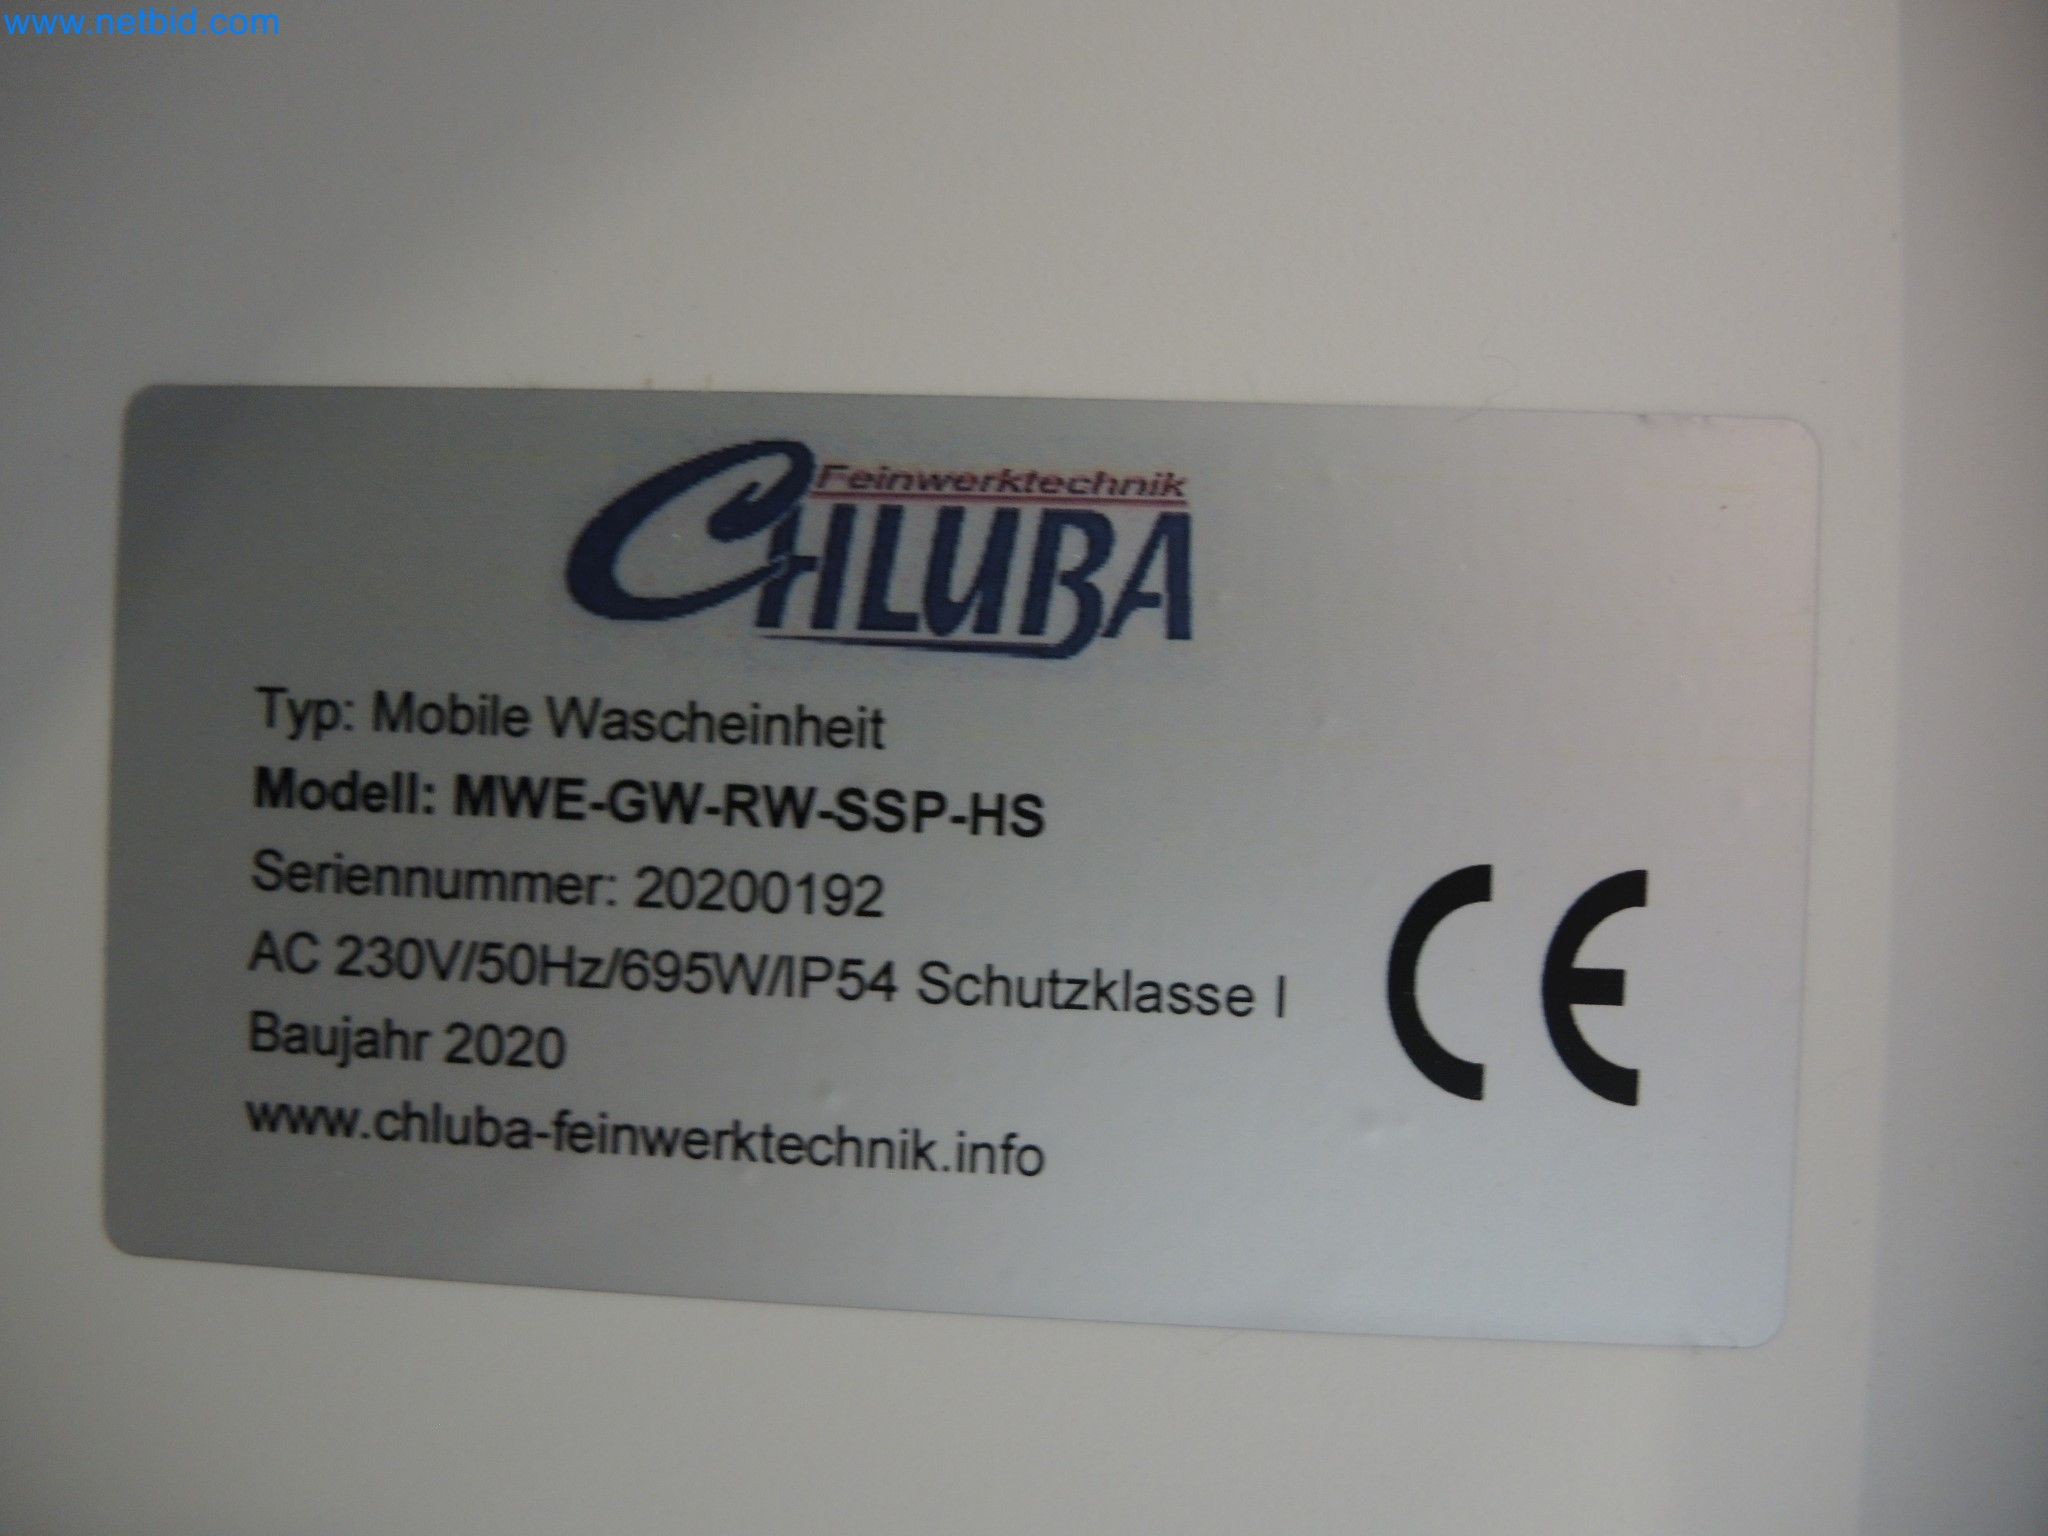 www.netbid.com
Feinwerktechnik
CHLUBA
Typ: Mobile Wascheinheit
Modell: MWE-GW-RW-SSP-HS
Seriennummer: 20200192
AC 230V/50Hz/695W/IP54 Schutzklasse I
Baujahr 2020
www.chluba-feinwerktechnik.info
CE